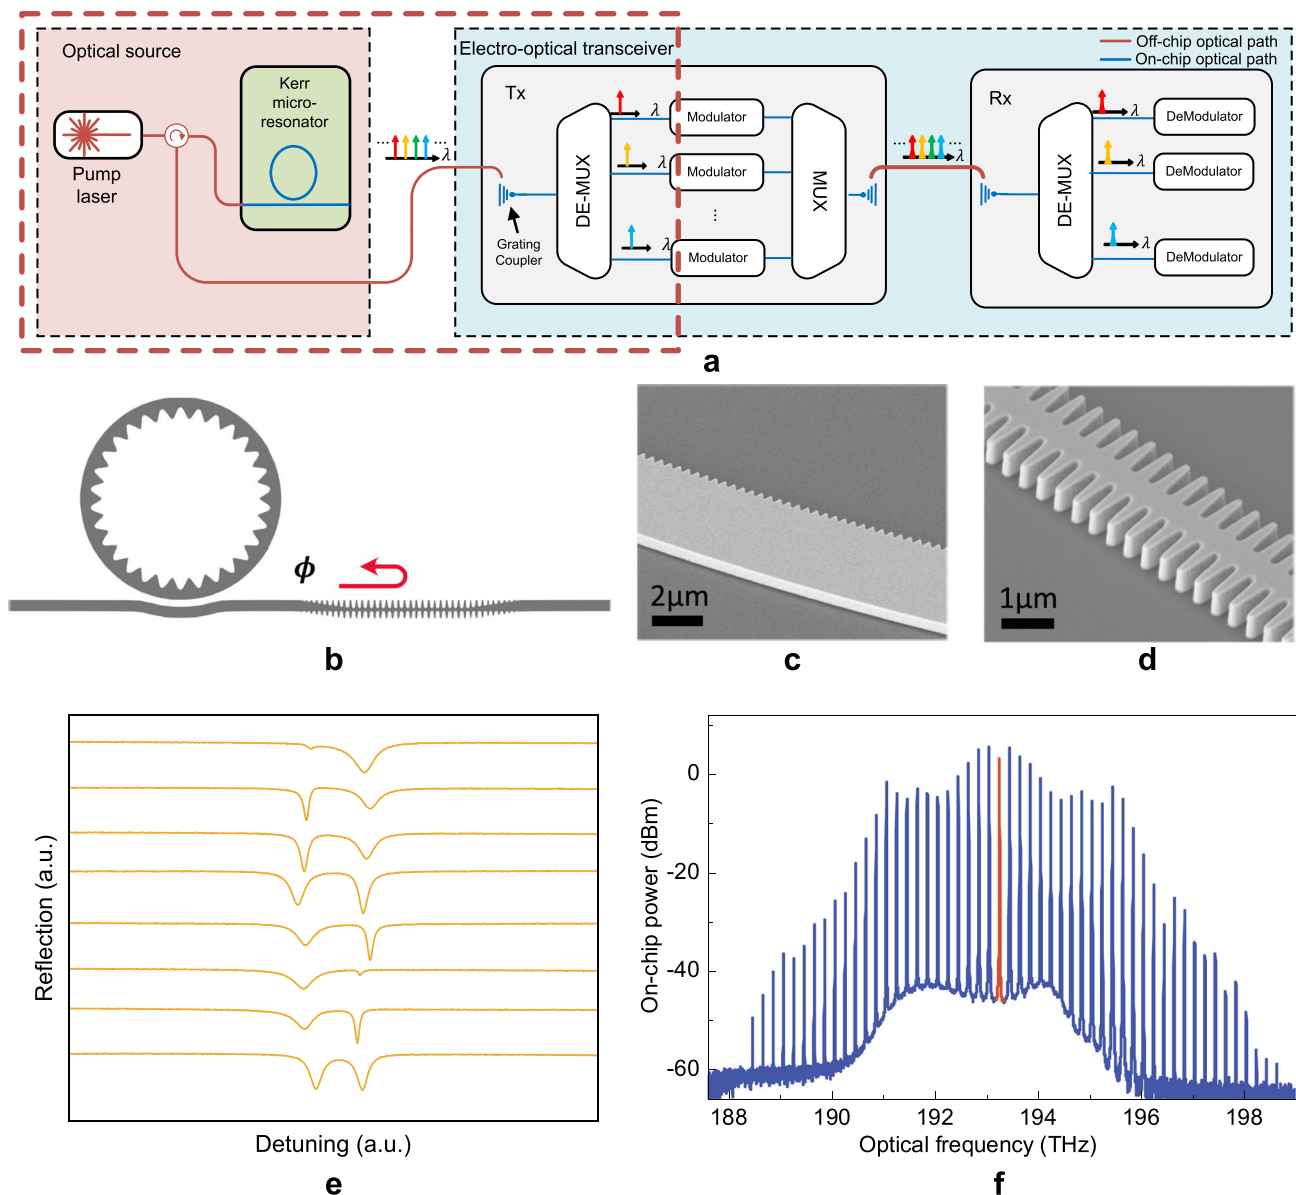 Optical source
Pump
laser
Kerr
micro-
resonator
λ
Electro-optical transceiver
Off-chip optical path
On-chip optical path
Tx
Grating
Coupler
DE-MUX
λ
λ
λ
Modulator
Modulator
...
Modulator
MUX
λ
Rx
DE-MUX
λ
λ
λ
DeModulator
DeModulator
DeModulator
a
ϕ
b
2µm
c
1µm
d
Reflection (a.u.)
Detuning (a.u.)
e
On-chip power (dBm)
0
-20
-40
-60
188 190 192 194 196 198
Optical frequency (THz)
f